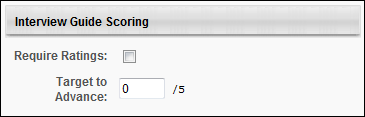 Interview Guide Scoring
Require Ratings:
Target to
Advance: 0 /5